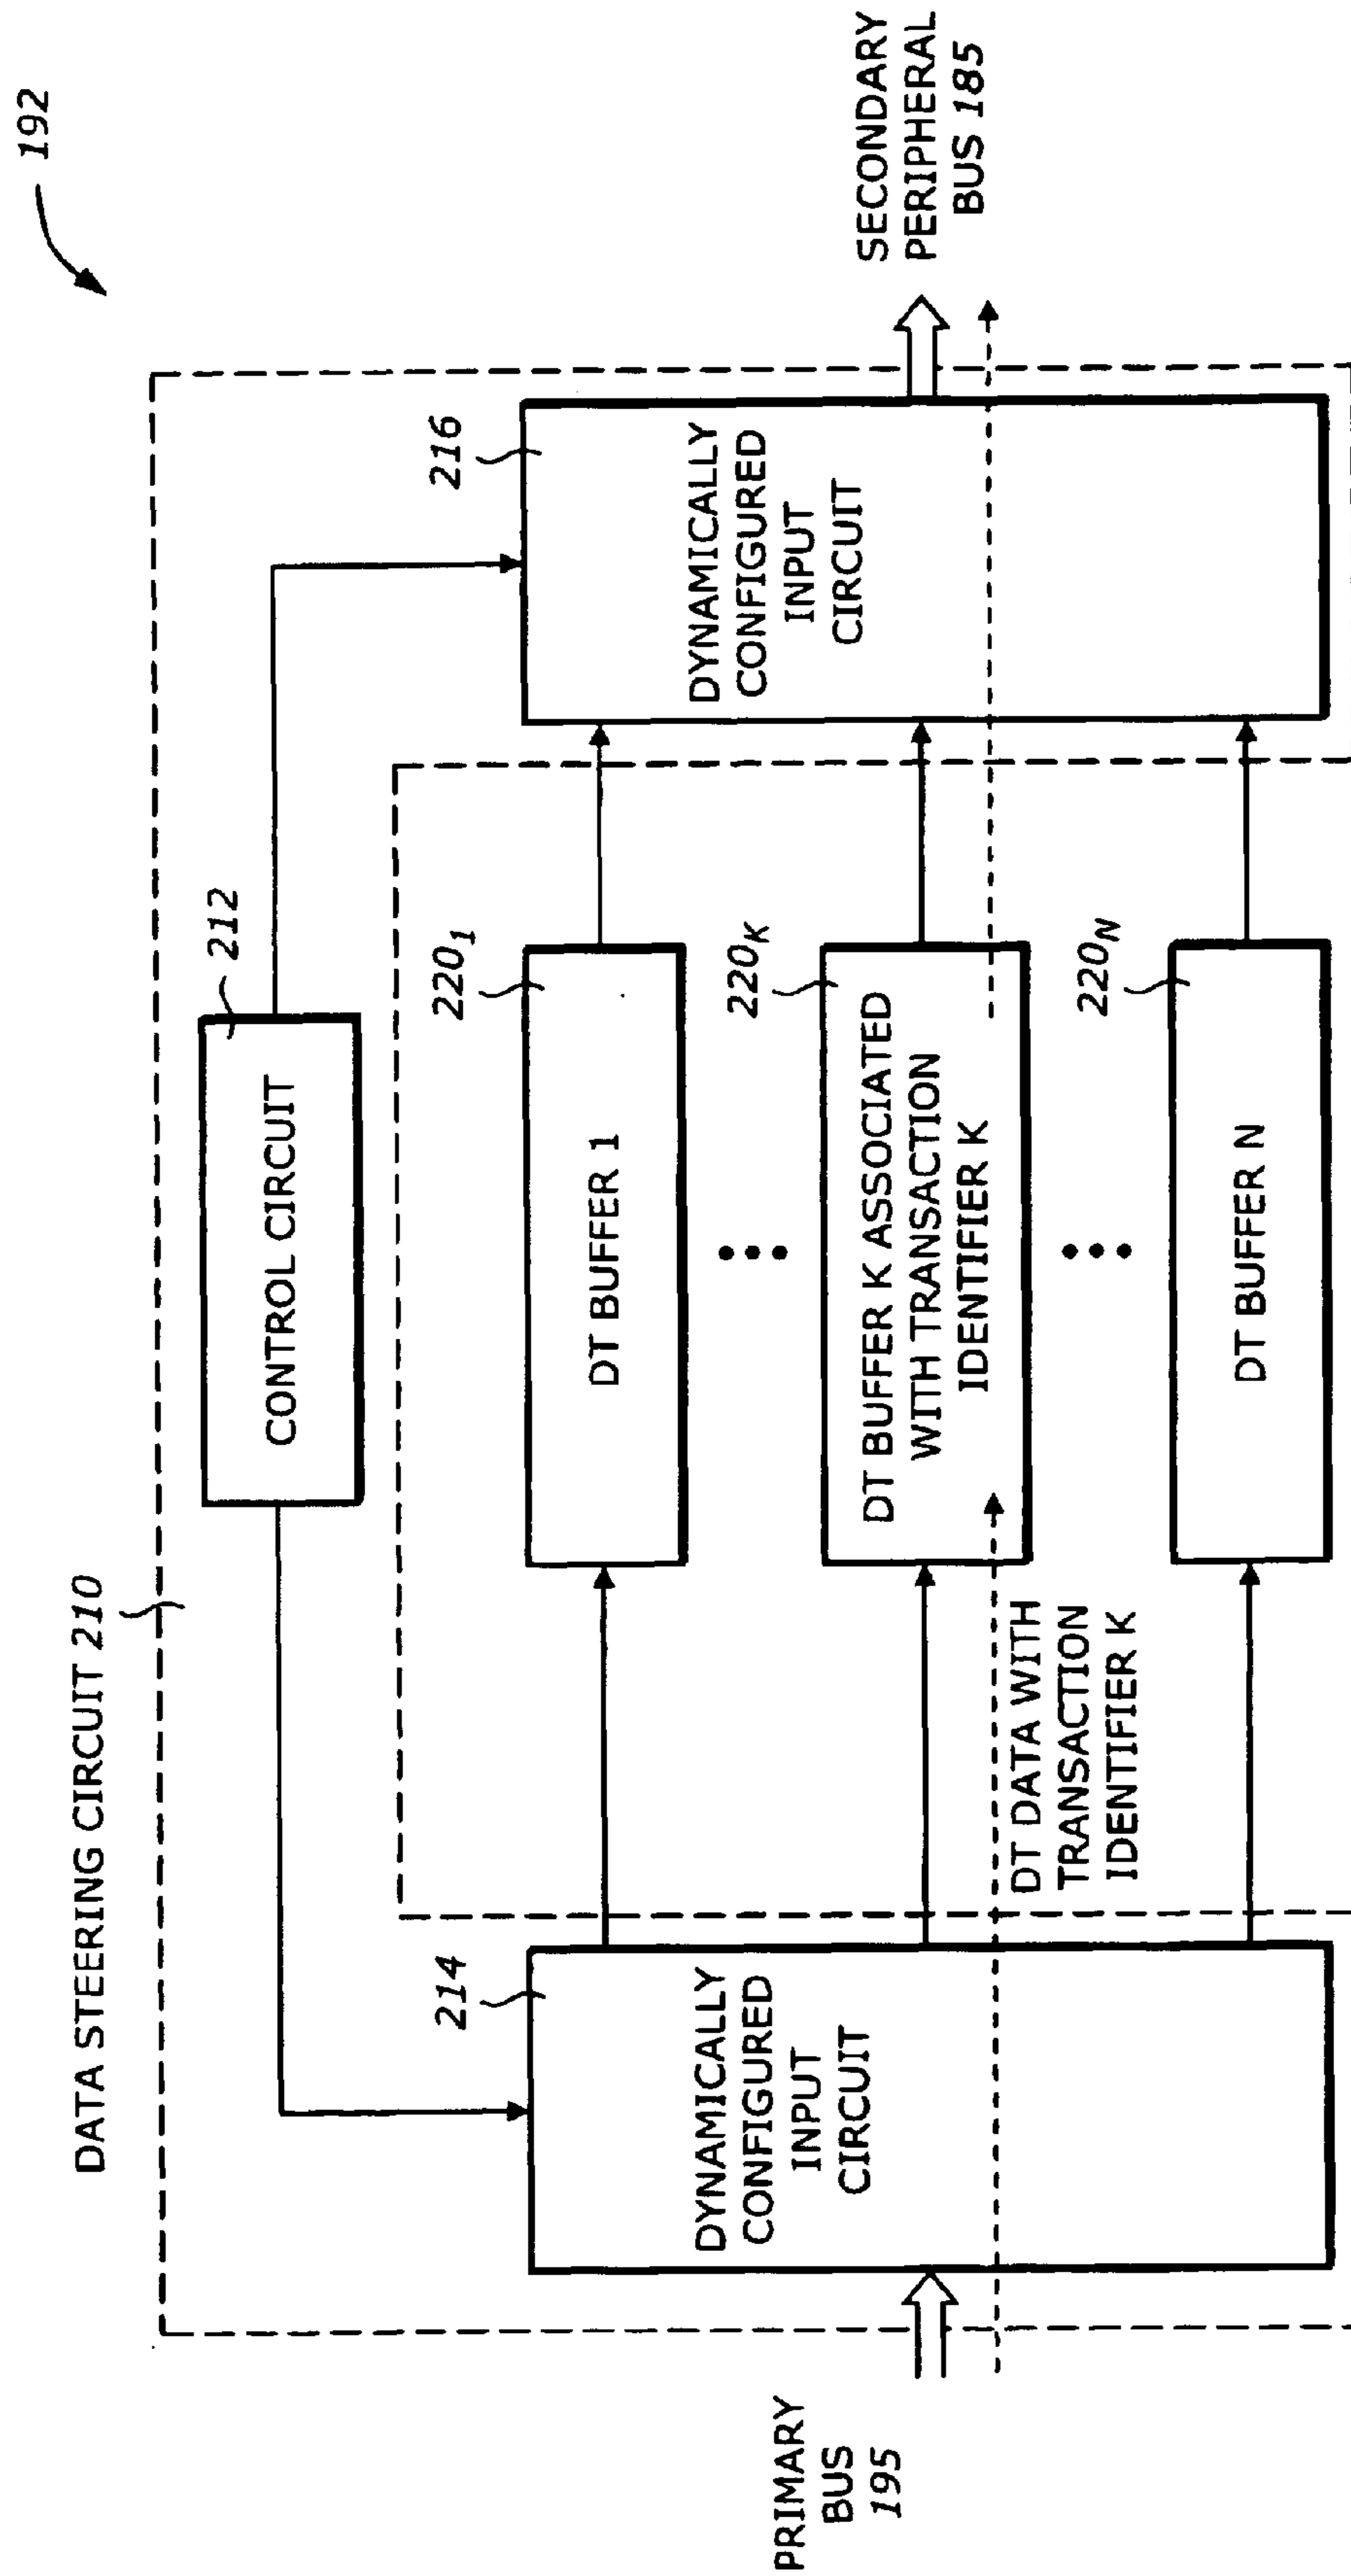 192
DATA STEERING CIRCUIT 210
212
CONTROL CIRCUIT
214
DYNAMICALLY
CONFIGURED
INPUT
CIRCUIT
220₁
DT BUFFER 1
216
DYNAMICALLY
CONFIGURED
INPUT
CIRCUIT
PRIMARY
BUS
195
220K
DT BUFFER K ASSOCIATED
WITH TRANSACTION
IDENTIFIER K
SECONDARY
PERIPHERAL
BUS 185
DT DATA WITH
TRANSACTION
IDENTIFIER K
220N
DT BUFFER N